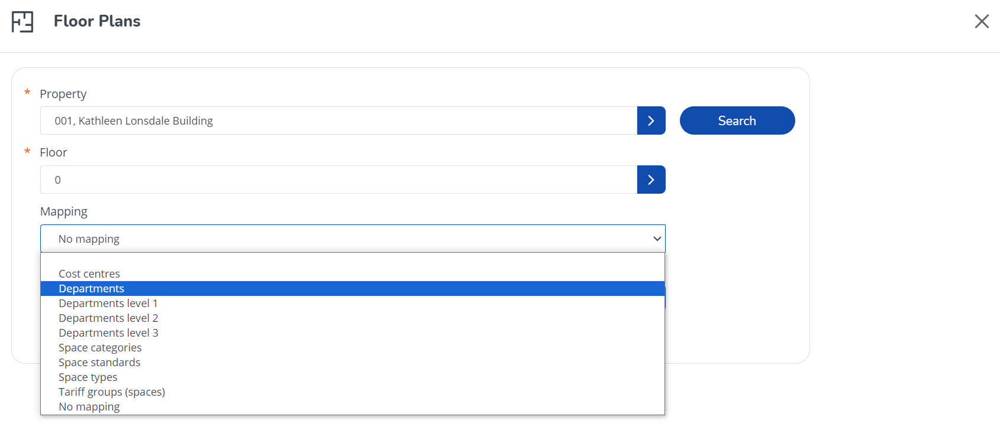 Floor Plans
* Property
001, Kathleen Lonsdale Building
Search
* Floor
0
Mapping
No mapping
Cost centres
Departments
Departments level 1
Departments level 2
Departments level 3
Space categories
Space standards
Space types
Tariff groups (spaces)
No mapping